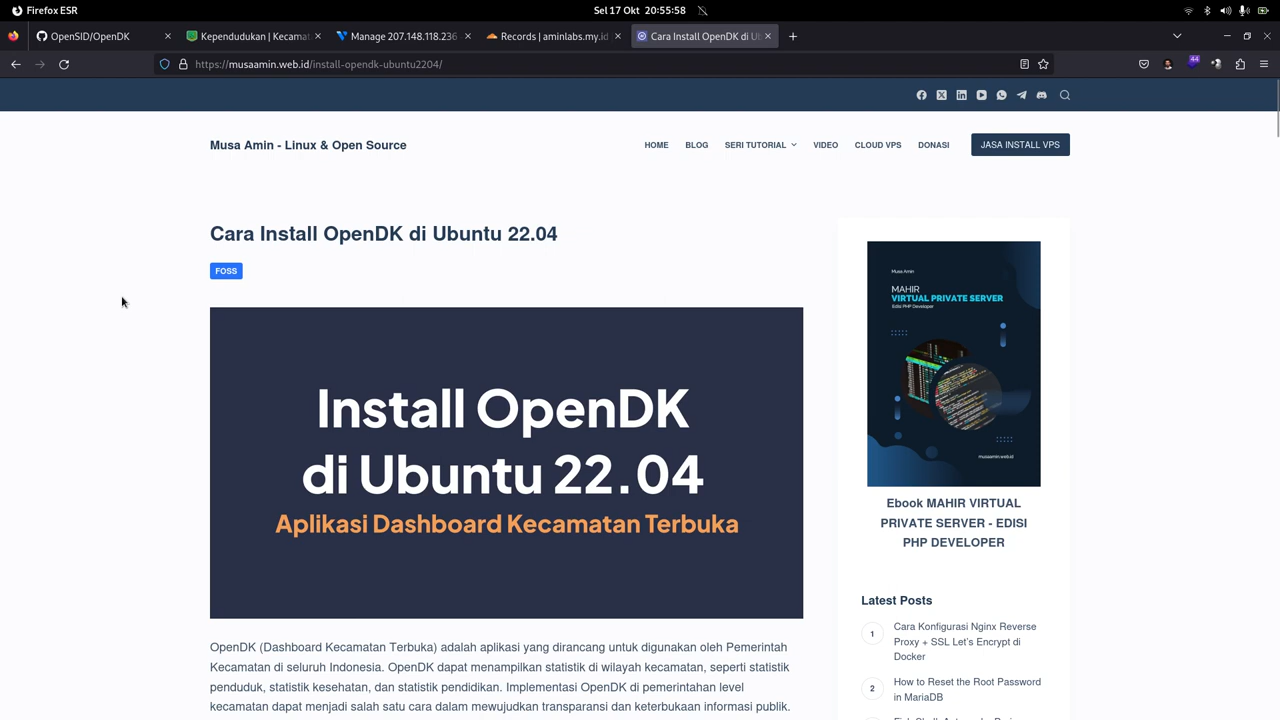 Firefox ESR
Sel 17 Okt 20:55:58
OpenSID/OpenDK
Kependudukan | Kecamat
Manage 207.148.118.236
Records | aminlabs.my.id
Cara Install OpenDK di Ub
https://musaamin.web.id/install-opendk-ubuntu2204/
44
Musa Amin - Linux & Open Source
HOME
BLOG
SERI TUTORIAL
VIDEO
CLOUD VPS
DONASI
JASA INSTALL VPS
Cara Install OpenDK di Ubuntu 22.04
FOSS
Install OpenDK
di Ubuntu 22.04
Aplikasi Dashboard Kecamatan Terbuka
OpenDK (Dashboard Kecamatan Terbuka) adalah aplikasi yang dirancang untuk digunakan oleh Pemerintah
Kecamatan di seluruh Indonesia. OpenDK dapat menampilkan statistik di wilayah kecamatan, seperti statistik
penduduk, statistik kesehatan, dan statistik pendidikan. Implementasi OpenDK di pemerintahan level
kecamatan dapat menjadi salah satu cara dalam mewujudkan transparansi dan keterbukaan informasi publik.
Musa Amin
MAHIR
VIRTUAL PRIVATE SERVER
Edisi PHP Developer
musaamin.web.id
Ebook MAHIR VIRTUAL
PRIVATE SERVER - EDISI
PHP DEVELOPER
Latest Posts
1
Cara Konfigurasi Nginx Reverse
Proxy + SSL Let's Encrypt di
Docker
2
How to Reset the Root Password
in MariaDB